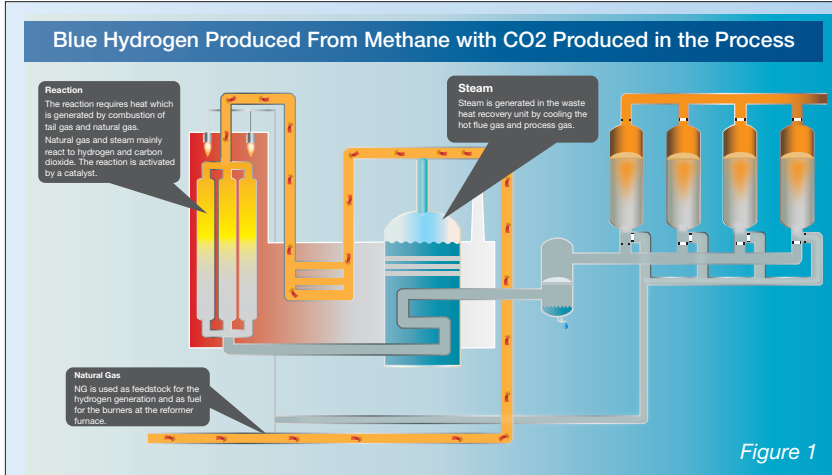 Blue Hydrogen Produced From Methane with CO2 Produced in the Process
Reaction
The reaction requires heat which
is generated by combustion of
tail gas and natural gas.
Natural gas and steam mainly
react to hydrogen and carbon
dioxide. The reaction is activated
by a catalyst.
Steam
Steam is generated in the waste
heat recovery unit by cooling the
hot flue gas and process gas.
Natural Gas
NG is used as feedstock for the
hydrogen generation and as fuel
for the burners at the reformer
furnace.
Figure 1